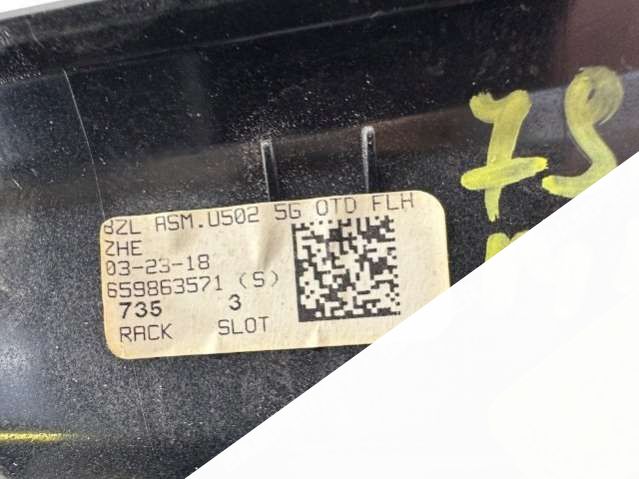 BZL ASM.U502 5G OTD FLH
ZHE
03-23-18
659863571 (S)
735 3
RACK SLOT